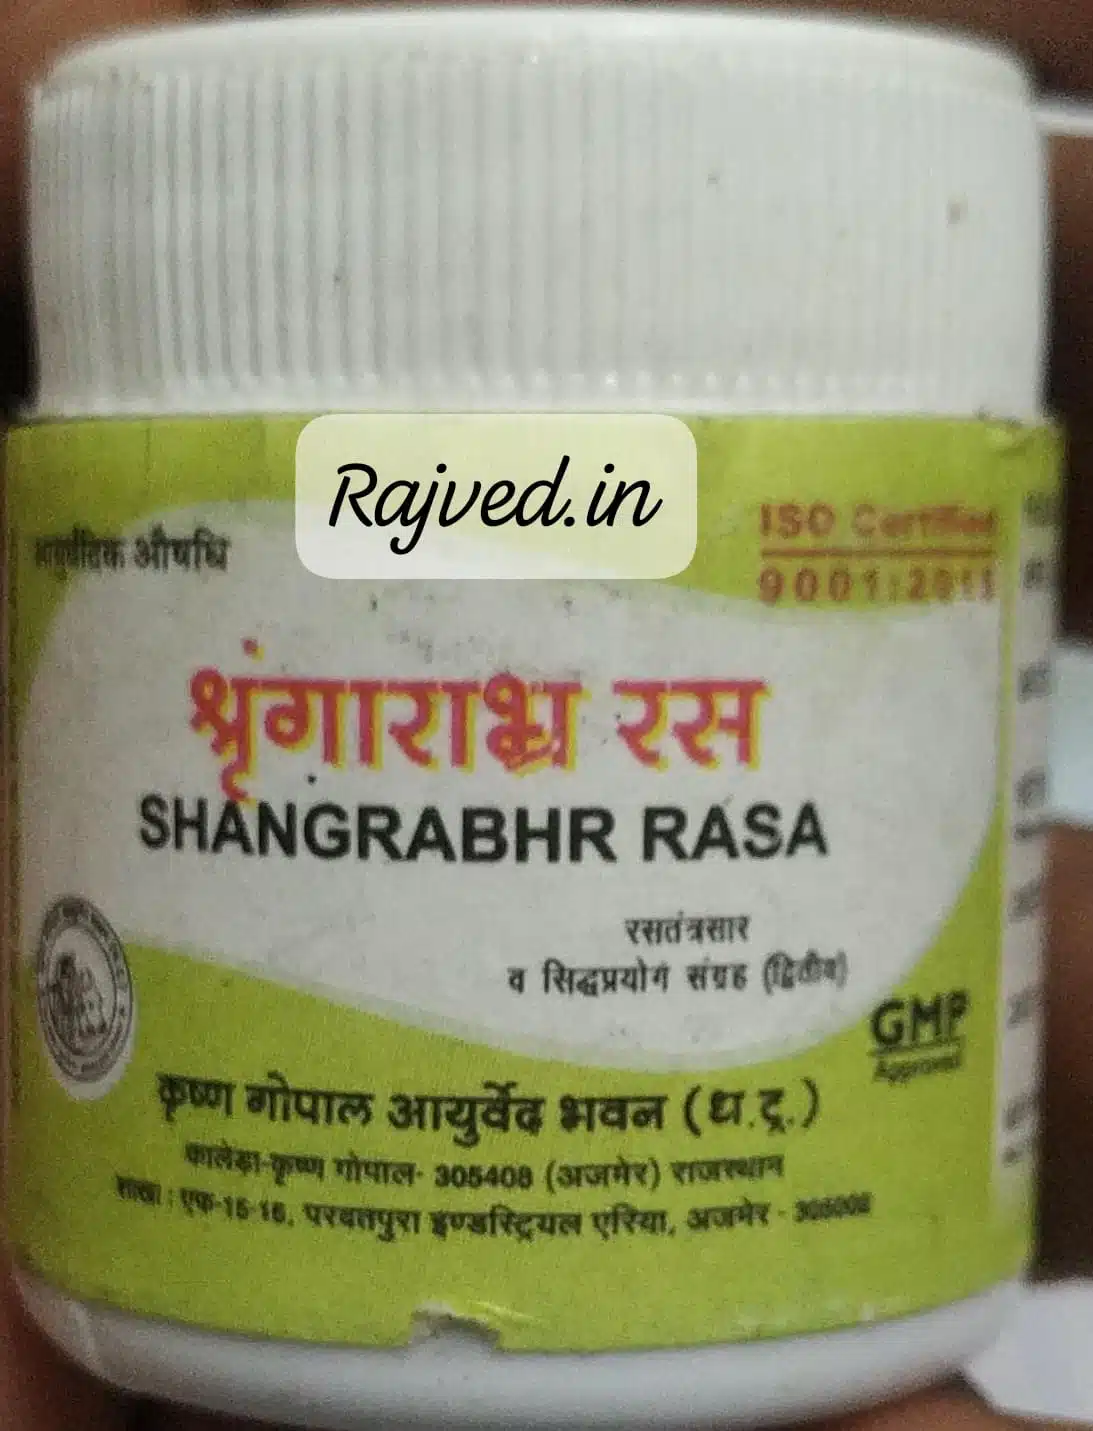 Rajved.in
आयुर्वेदिक औषधि
ISO Certified
9001:2015
श्रृंगाराभ्र रस
SHANGRABHR RASA
रसतंत्रसार
व सिद्धप्रयोग संग्रह (द्वितीय)
GMP
Approved
कृष्ण गोपाल आयुर्वेद भवन (ध.ट्र.)
कालेड़ा-कृष्ण गोपाल- 305408 (अजमेर) राजस्थान
शाखा : एफ-15-16, परबतपुरा इण्डस्ट्रियल एरिया, अजमेर -